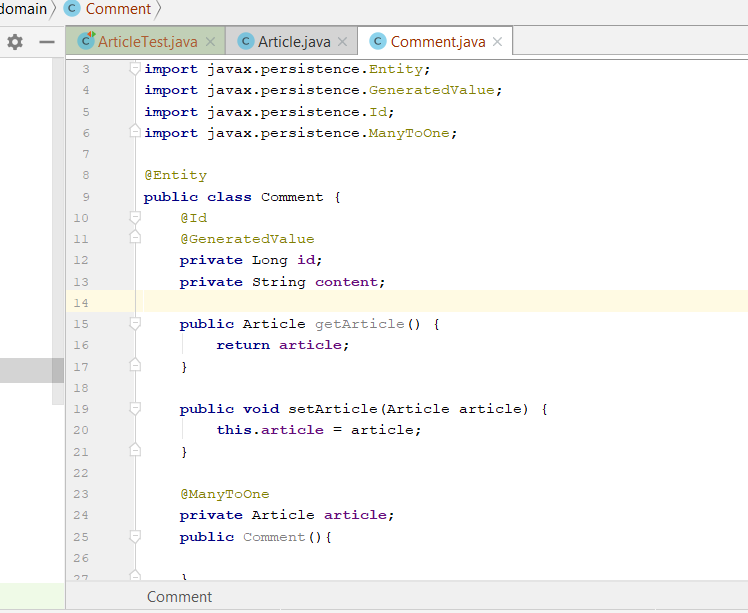 domain
C Comment
C ArticleTest.java
C Article.java
C Comment.java
3 import javax.persistence.Entity;
4 import javax.persistence.GeneratedValue;
5 import javax.persistence.Id;
6 import javax.persistence.ManyToOne;
7
8 @Entity
9 public class Comment {
10 @Id
11 @GeneratedValue
12 private Long id;
13 private String content;
14
15 public Article getArticle() {
16 return article;
17 }
18
19 public void setArticle(Article article) {
20 this.article = article;
21 }
22
23 @ManyToOne
24 private Article article;
25 public Comment(){
26
27 }
Comment